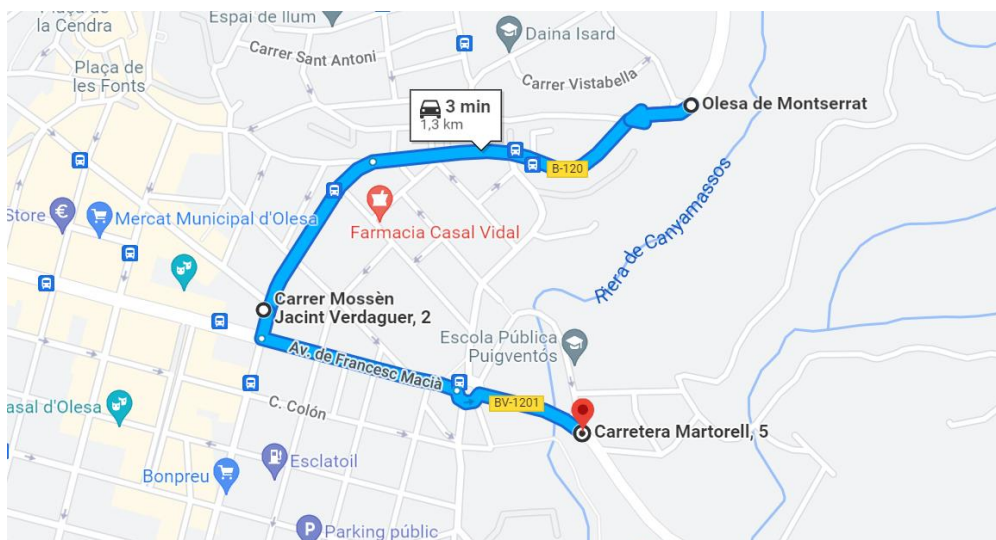 Plaça de
la Cendra
Espai de llum
Daina Isard
Carrer Sant Antoni
Plaça de
les Fonts
Carrer Vistabella
3 min
1,3 km
Olesa de Montserrat
B-120
Riera de Canyamassos
Store
Mercat Municipal d'Olesa
Farmacia Casal Vidal
Carrer Mossèn
Jacint Verdaguer, 2
Escola Pública
Puigventós
Av. de Francesc Macià
BV-1201
asal d'Olesa
C. Colón
Carretera Martorell, 5
Esclatoil
Bonpreu
P
Parking públic